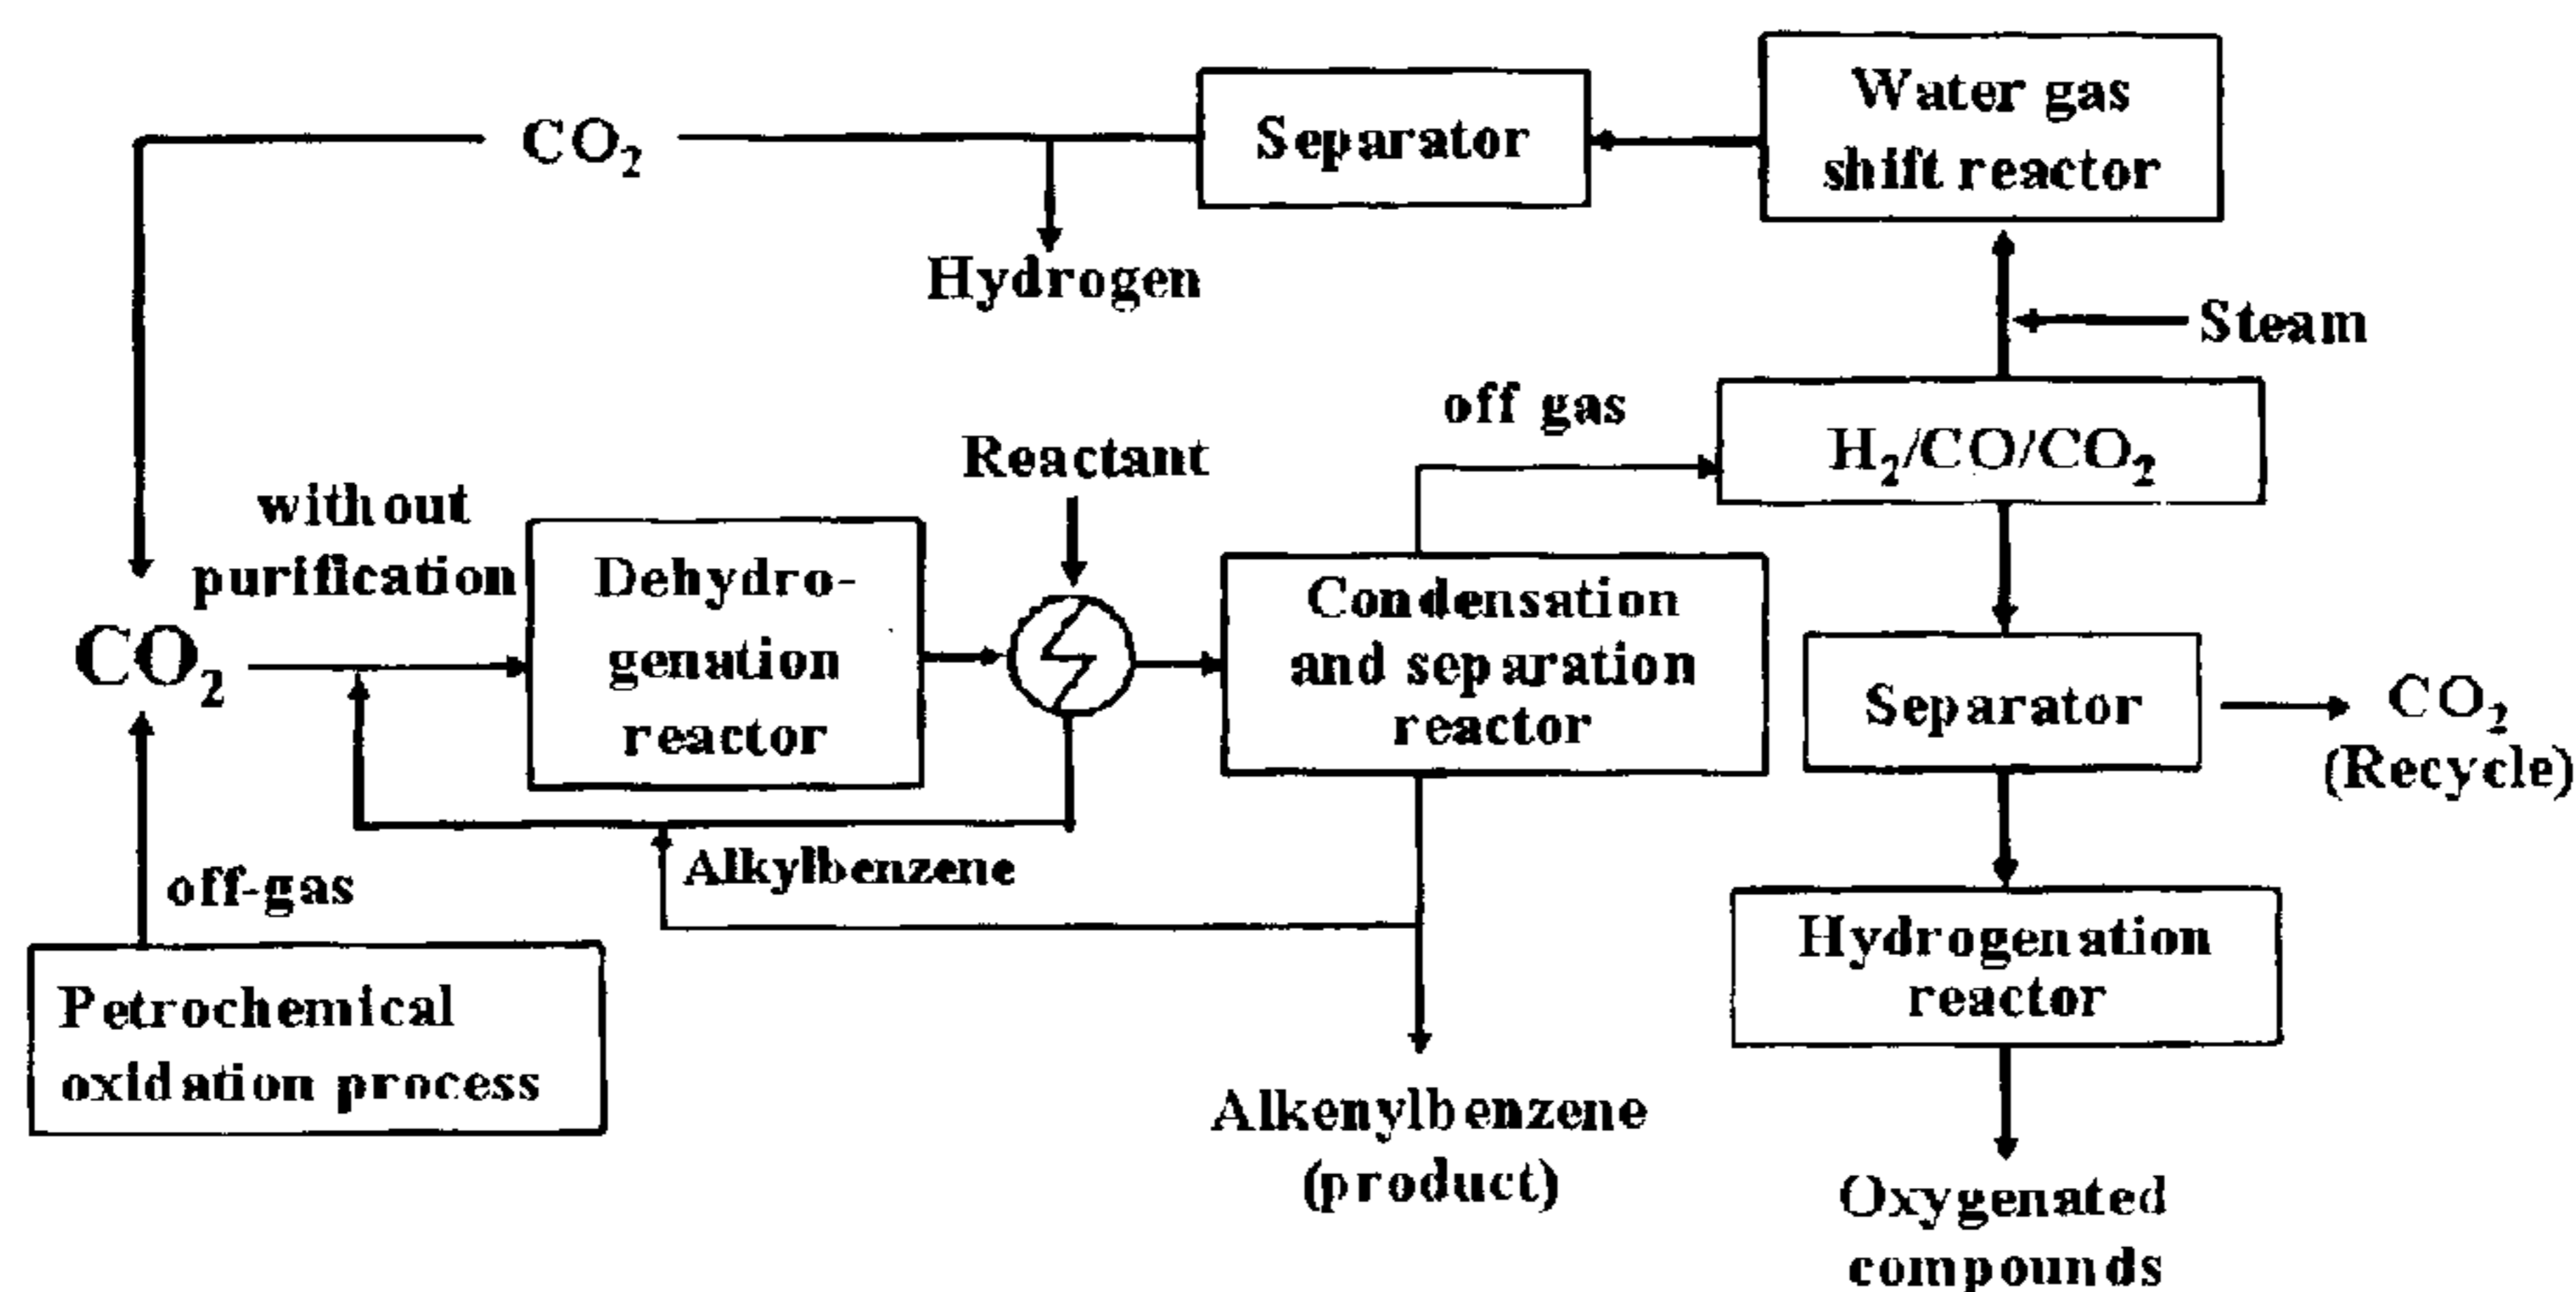 Water gas
shift reactor
Separator
CO₂
Hydrogen
Steam
off gas
H₂/CO/CO₂
Reactant
without
purification
Dehydro-
genation
reactor
Condensation
and separation
reactor
CO₂
Separator
CO₂
(Recycle)
Alkylbenzene
off-gas
Petrochemical
oxidation process
Hydrogenation
reactor
Alkenylbenzene
(product)
Oxygenated
compounds